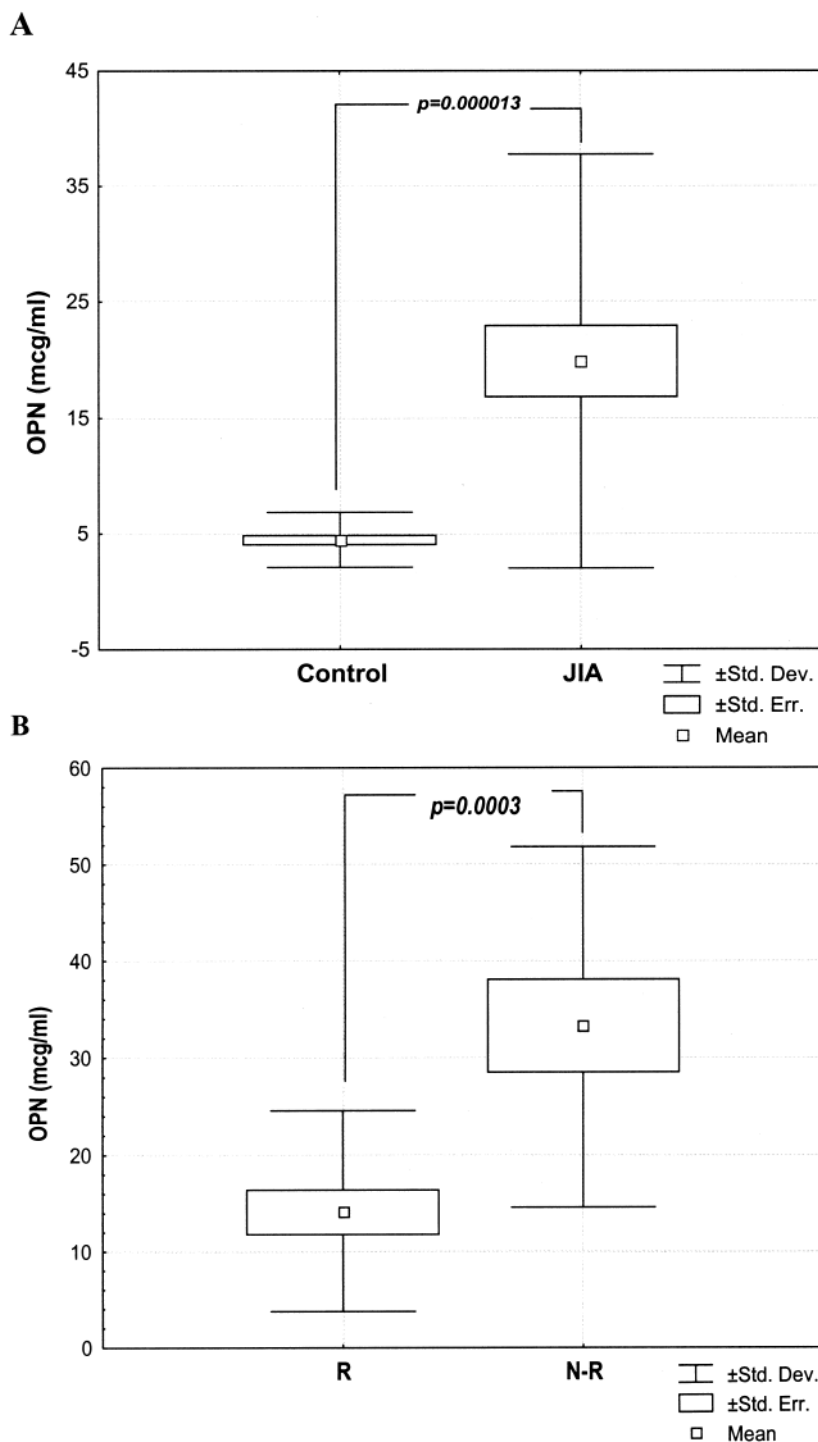 A
45
p=0.000013
35
25
15
5
-5
OPN (mcg/ml)
Control JIA
±Std. Dev.
±Std. Err.
Mean
B
60
p=0.0003
50
40
30
20
10
0
OPN (mcg/ml)
R N-R
±Std. Dev.
±Std. Err.
Mean